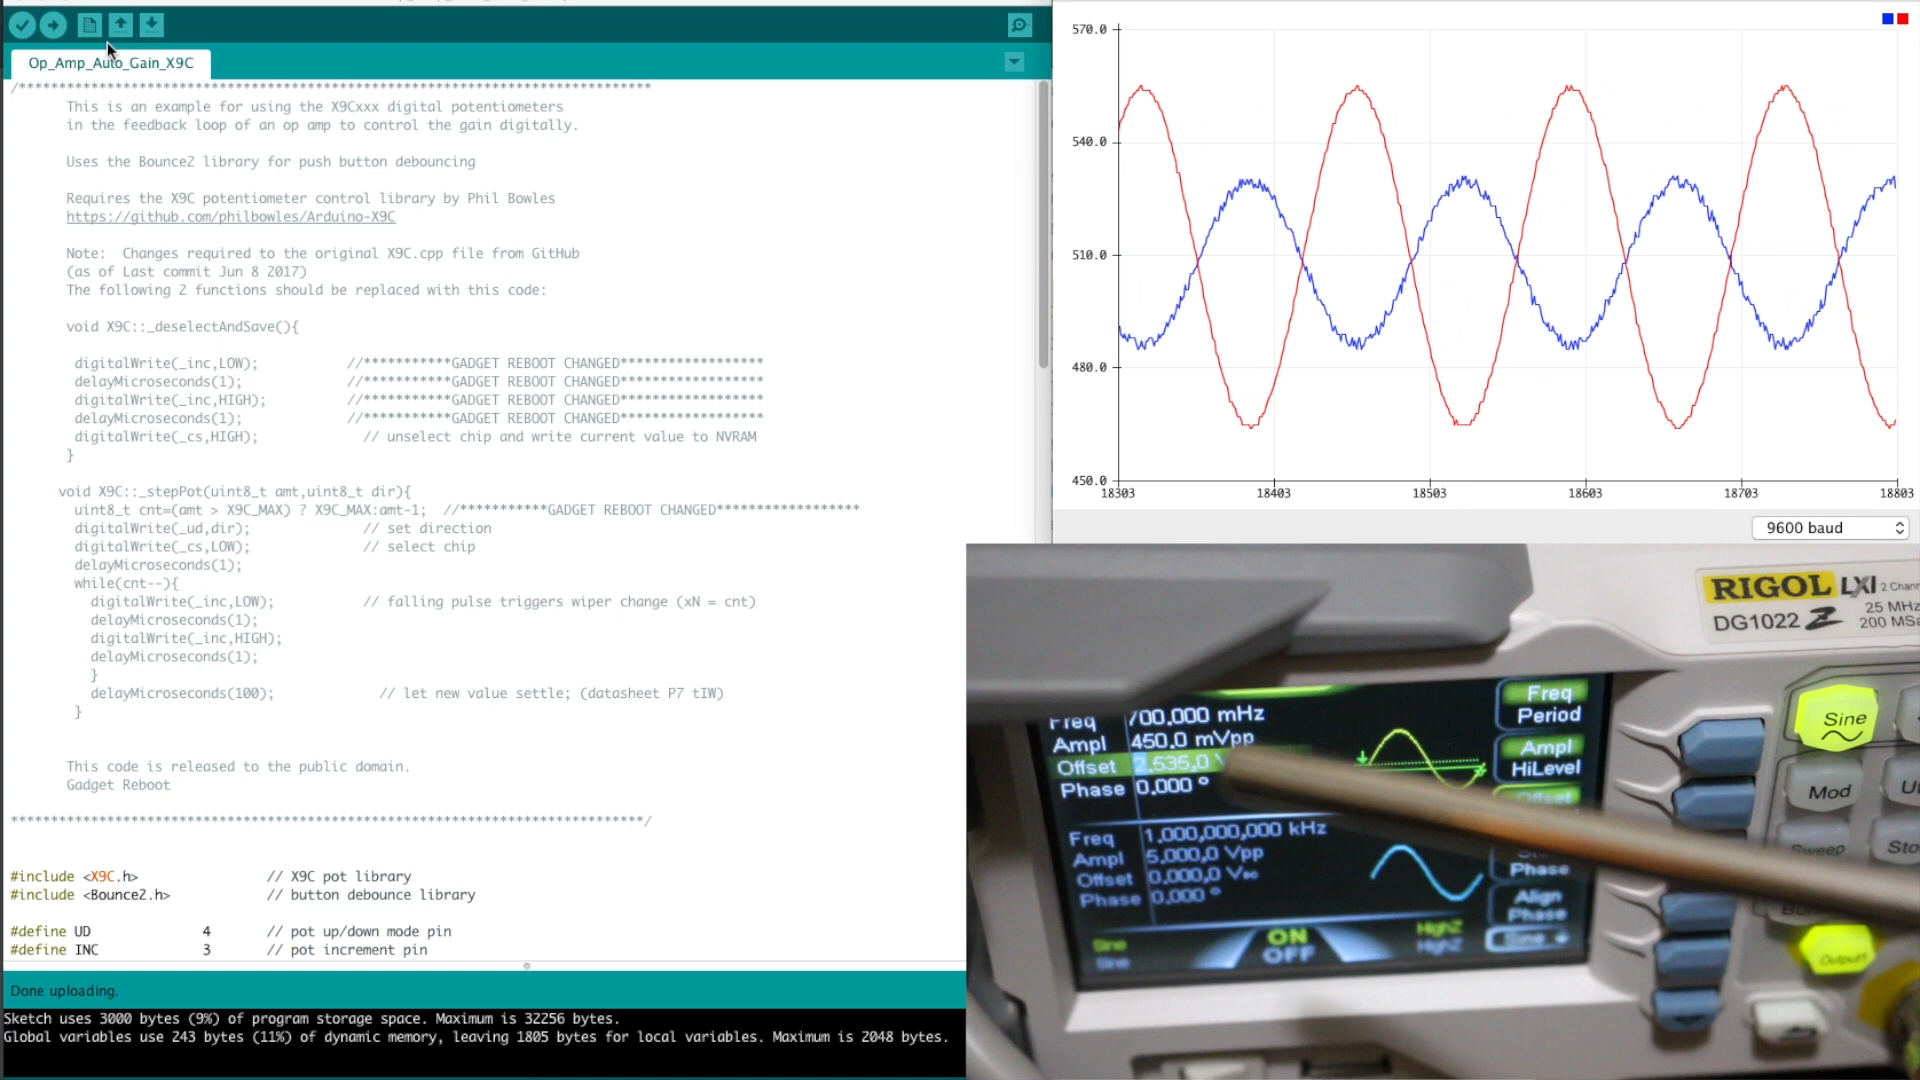 Op_Amp_Auto_Gain_X9C
/*******************************************************************************
This is an example for using the X9Cxxx digital potentiometers
in the feedback loop of an op amp to control the gain digitally.
Uses the Bounce2 library for push button debouncing
Requires the X9C potentiometer control library by Phil Bowles
https://github.com/philbowles/Arduino-X9C
Note:  Changes required to the original X9C.cpp file from GitHub
(as of Last commit Jun 8 2017)
The following 2 functions should be replaced with this code:
void X9C::_deselectAndSave(){
digitalWrite(_inc,LOW);           //***********GADGET REBOOT CHANGED******************
delayMicroseconds(1);             //***********GADGET REBOOT CHANGED******************
digitalWrite(_inc,HIGH);          //***********GADGET REBOOT CHANGED******************
delayMicroseconds(1);             //***********GADGET REBOOT CHANGED******************
digitalWrite(_cs,HIGH);             // unselect chip and write current value to NVRAM
}
void X9C::_stepPot(uint8_t amt,uint8_t dir){
uint8_t cnt=(amt > X9C_MAX) ? X9C_MAX:amt-1;  //***********GADGET REBOOT CHANGED******************
digitalWrite(_ud,dir);              // set direction
digitalWrite(_cs,LOW);              // select chip
delayMicroseconds(1);
while(cnt--){
digitalWrite(_inc,LOW);           // falling pulse triggers wiper change (xN = cnt)
delayMicroseconds(1);
digitalWrite(_inc,HIGH);
delayMicroseconds(1);
}
delayMicroseconds(100);             // let new value settle; (datasheet P7 tIW)
}
This code is released to the public domain.
Gadget Reboot
*******************************************************************************/
#include <X9C.h>                // X9C pot library
#include <Bounce2.h>            // button debounce library
#define UD              4       // pot up/down mode pin
#define INC             3       // pot increment pin
Done uploading.
Sketch uses 3000 bytes (9%) of program storage space. Maximum is 32256 bytes.
Global variables use 243 bytes (11%) of dynamic memory, leaving 1805 bytes for local variables. Maximum is 2048 bytes.
570.0
540.0
510.0
480.0
450.0
18303 18403 18503 18603 18703 18803
9600 baud
RIGOL LXI 2 Chann
DG1022 Z 25 MHz
200 MSa
Freq 700.000 mHz
Ampl 450.0 mVpp
Offset 2.535,0 V
Phase 0.000 °
Freq 1.000,000,000 kHz
Ampl 5.000,0 Vpp
Offset 0.000,0 V
Phase 0.000 °
Freq
Period
Ampl
HiLevel
Offset
Phase
Align
Phase
Sine
Sine
Sine
ON
OFF
HighZ
HighZ
Sine
Mod
Sweep
Output1